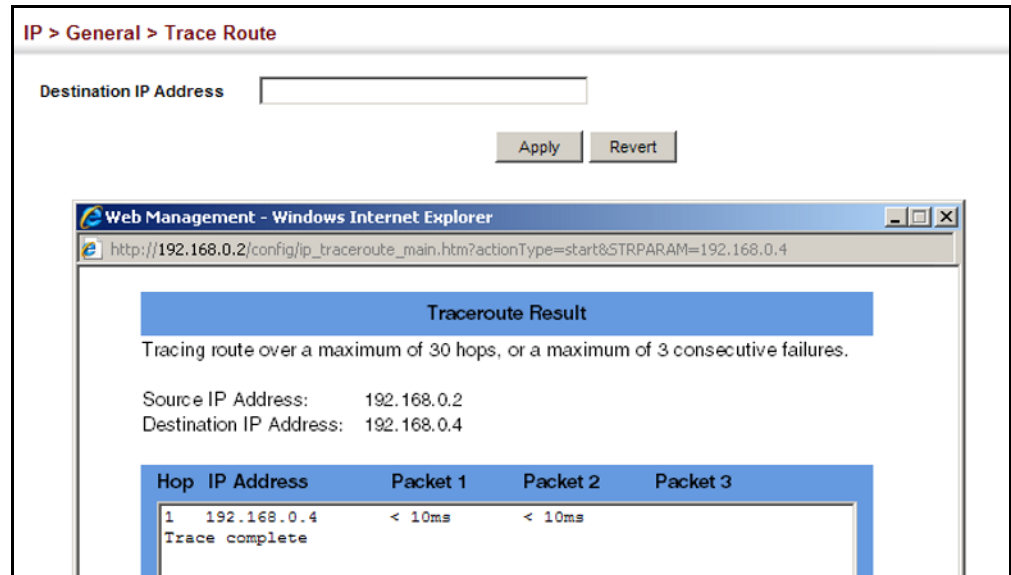 IP > General > Trace Route
Destination IP Address
Apply Revert
Web Management - Windows Internet Explorer
http://192.168.0.2/config/ip_traceroute_main.htm?actionType=start&STRPARAM=192.168.0.4
Traceroute Result
Tracing route over a maximum of 30 hops, or a maximum of 3 consecutive failures.
Source IP Address: 192.168.0.2
Destination IP Address: 192.168.0.4
Hop IP Address Packet 1 Packet 2 Packet 3
1 192.168.0.4 < 10ms < 10ms
Trace complete